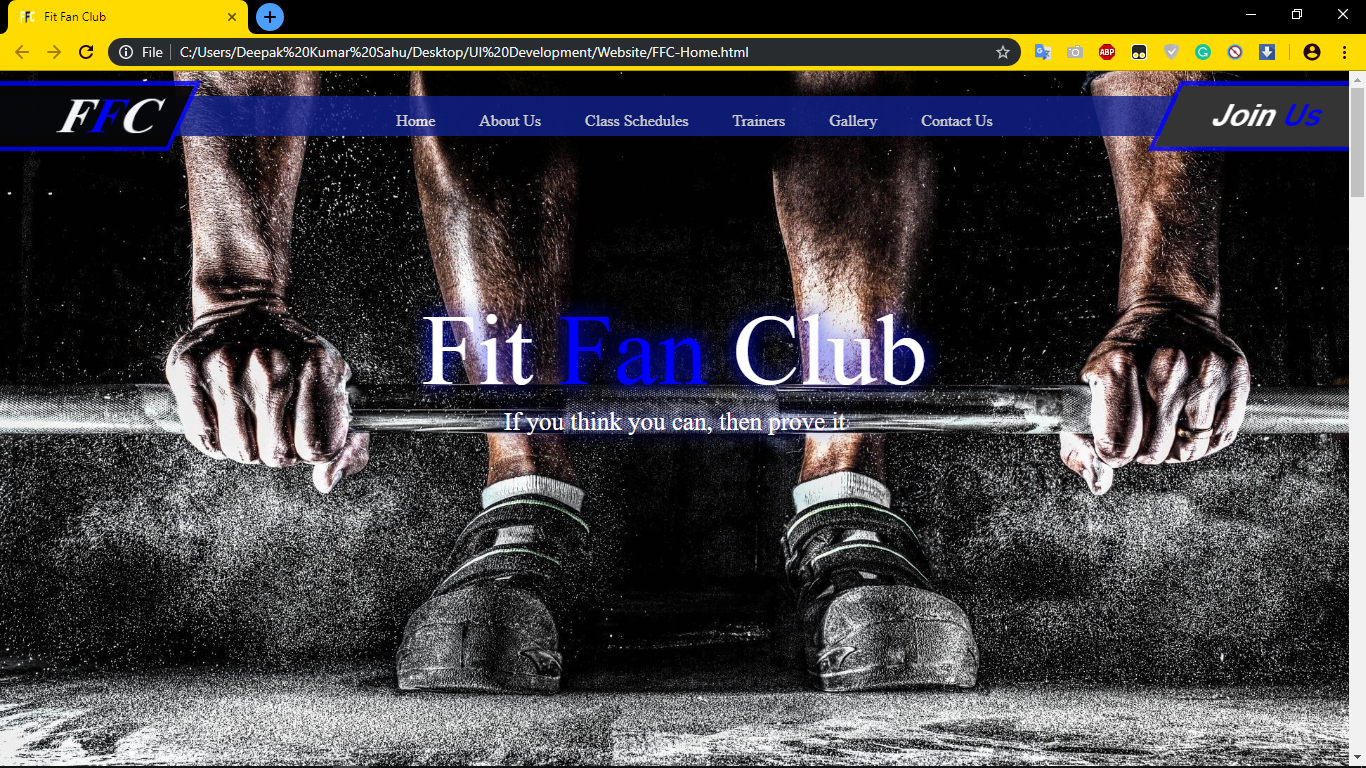 Fit Fan Club
File
C:/Users/Deepak%20Kumar%20Sahu/Desktop/UI%20Development/Website/FFC-Home.html
ABP
FFC
Home
About Us
Class Schedules
Trainers
Gallery
Contact Us
Join Us
Fit Fan Club
If you think you can, then prove it